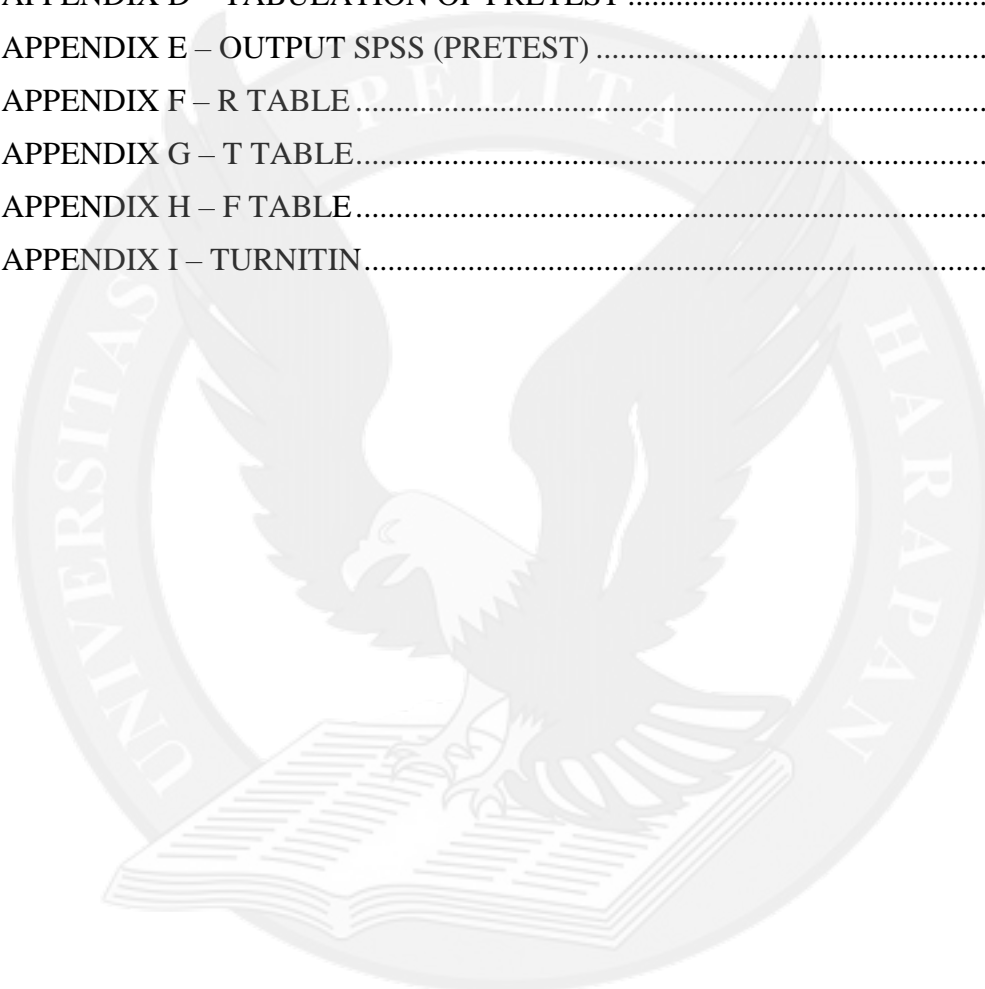 APPENDIX D – TABULATION OF PRETEST ............................................................
APPENDIX E – OUTPUT SPSS (PRETEST) ....................................................................
APPENDIX F – R TABLE ................................................................................................
APPENDIX G – T TABLE................................................................................................
APPENDIX H – F TABLE................................................................................................
APPENDIX I – TURNITIN..............................................................................................
UNIVERSITAS PELITA HARAPAN